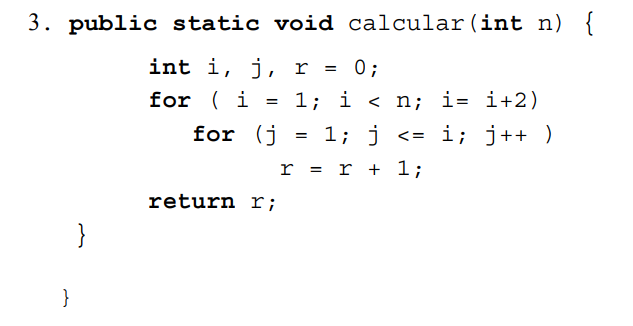 3. public static void calcular(int n) {
int i, j, r = 0;
for ( i = 1; i < n; i= i+2)
for (j = 1; j <= i; j++ )
r = r + 1;
return r;
}
}